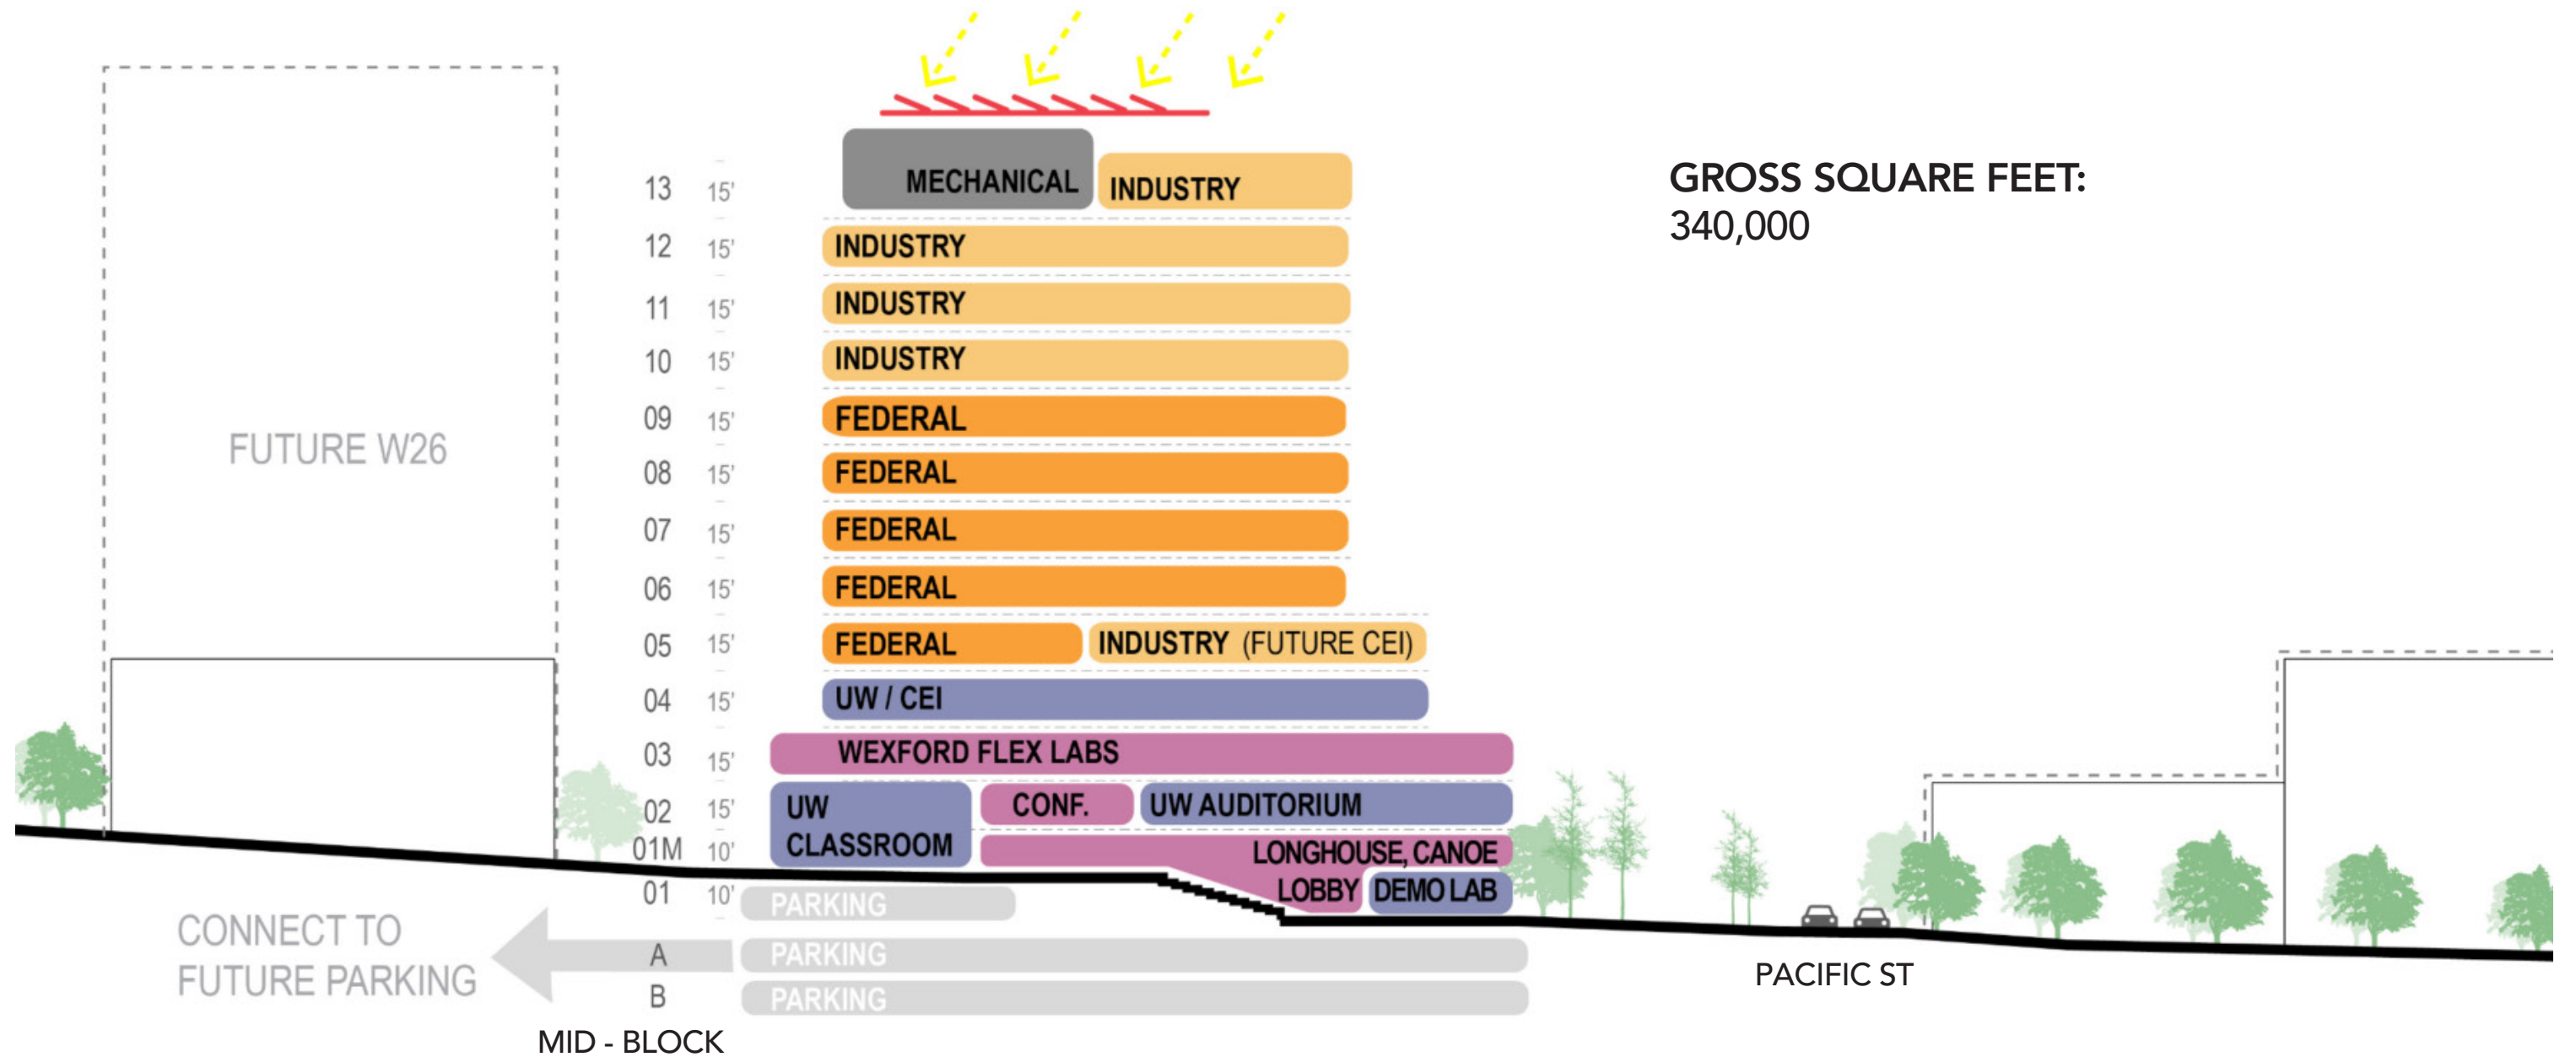 GROSS SQUARE FEET:
340,000
FUTURE W26
13 15' MECHANICAL INDUSTRY
12 15' INDUSTRY
11 15' INDUSTRY
10 15' INDUSTRY
09 15' FEDERAL
08 15' FEDERAL
07 15' FEDERAL
06 15' FEDERAL
05 15' FEDERAL INDUSTRY (FUTURE CEI)
04 15' UW / CEI
03 15' WEXFORD FLEX LABS
02 15' UW CONF. UW AUDITORIUM
01M 10' CLASSROOM LONGHOUSE, CANOE
01 10' PARKING LOBBY DEMO LAB
CONNECT TO
FUTURE PARKING
A PARKING
B PARKING
PACIFIC ST
MID - BLOCK